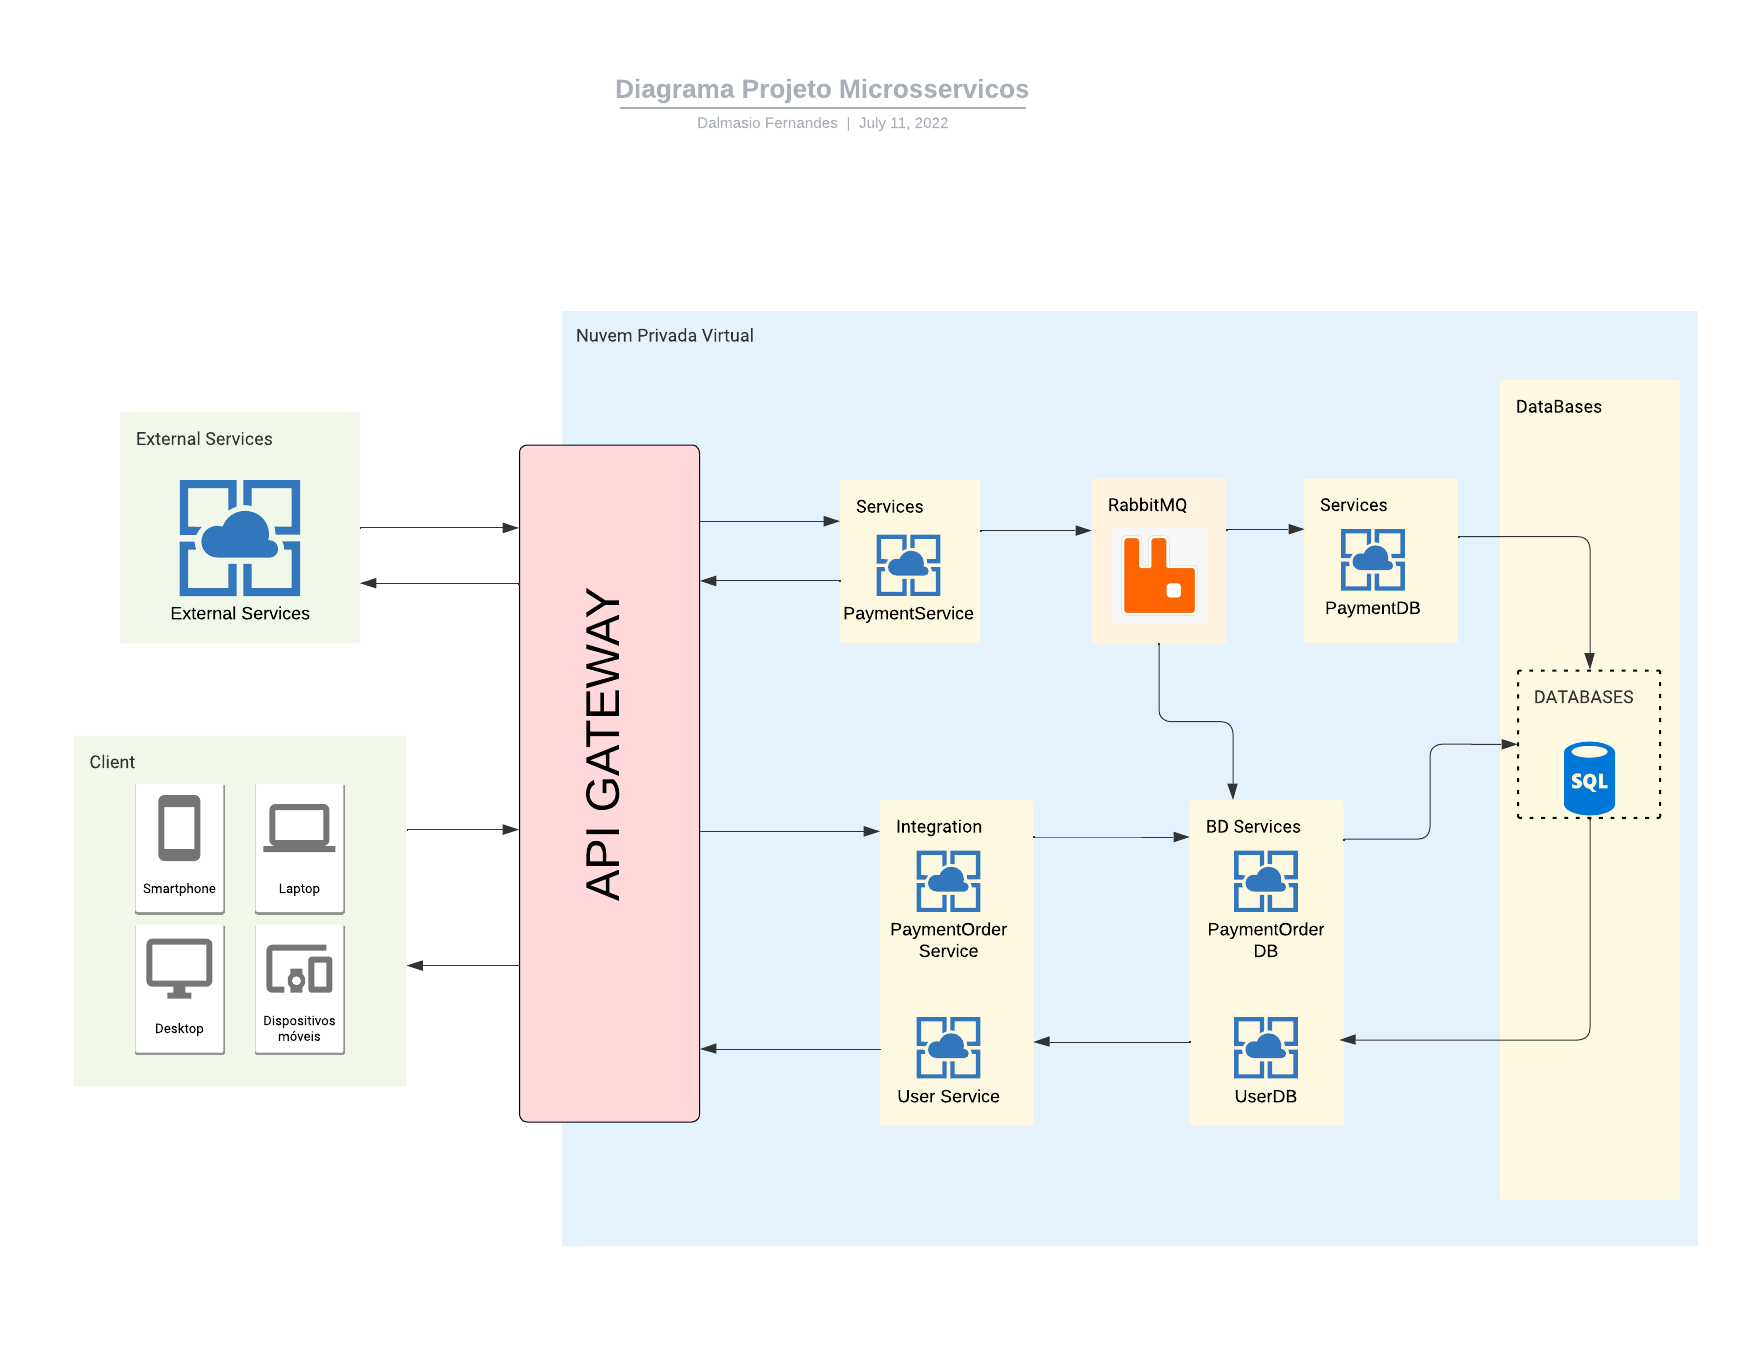 Diagrama Projeto Microsservicos
Dalmasio Fernandes | July 11, 2022
Nuvem Privada Virtual
External Services
External Services
Client
Smartphone
Laptop
Desktop
Dispositivos
móveis
API GATEWAY
Services
PaymentService
RabbitMQ
Services
PaymentDB
DataBases
DATABASES
SQL
Integration
PaymentOrder
Service
User Service
BD Services
PaymentOrder
DB
UserDB